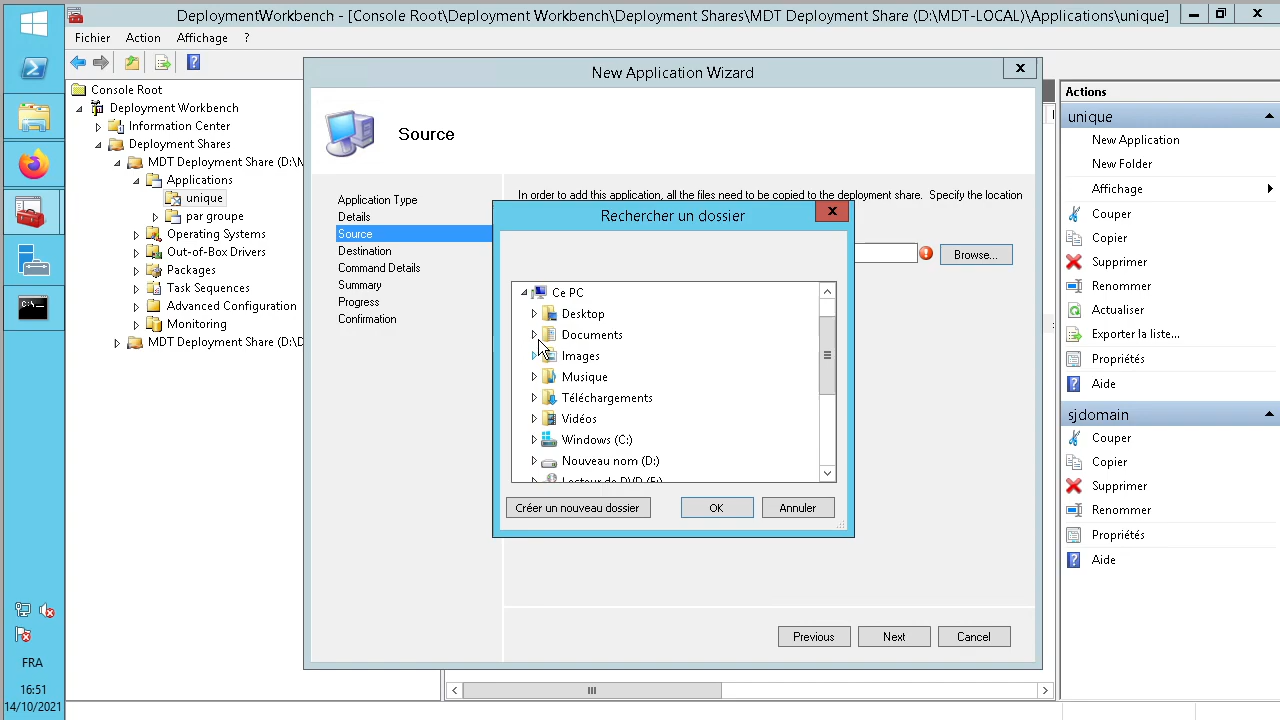 DeploymentWorkbench - [Console Root\Deployment Workbench\Deployment Shares\MDT Deployment Share (D:\MDT-LOCAL)\Applications\unique]
Fichier Action Affichage ?
Console Root
Deployment Workbench
Information Center
Deployment Shares
MDT Deployment Share (D:\M
Applications
unique
par groupe
Operating Systems
Out-of-Box Drivers
Packages
Task Sequences
Advanced Configuration
Monitoring
MDT Deployment Share (D:\D
New Application Wizard
Source
Application Type
Details
Source
Destination
Command Details
Summary
Progress
Confirmation
In order to add this application, all the files need to be copied to the deployment share. Specify the location
Browse...
Rechercher un dossier
Ce PC
Desktop
Documents
Images
Musique
Téléchargements
Vidéos
Windows (C:)
Nouveau nom (D:)
Lecteur de DVD (E:)
Créer un nouveau dossier OK Annuler
Previous Next Cancel
Actions
unique
New Application
New Folder
Affichage
Couper
Copier
Supprimer
Renommer
Actualiser
Exporter la liste...
Propriétés
Aide
sjdomain
Couper
Copier
Supprimer
Renommer
Propriétés
Aide
FRA
16:51
14/10/2021